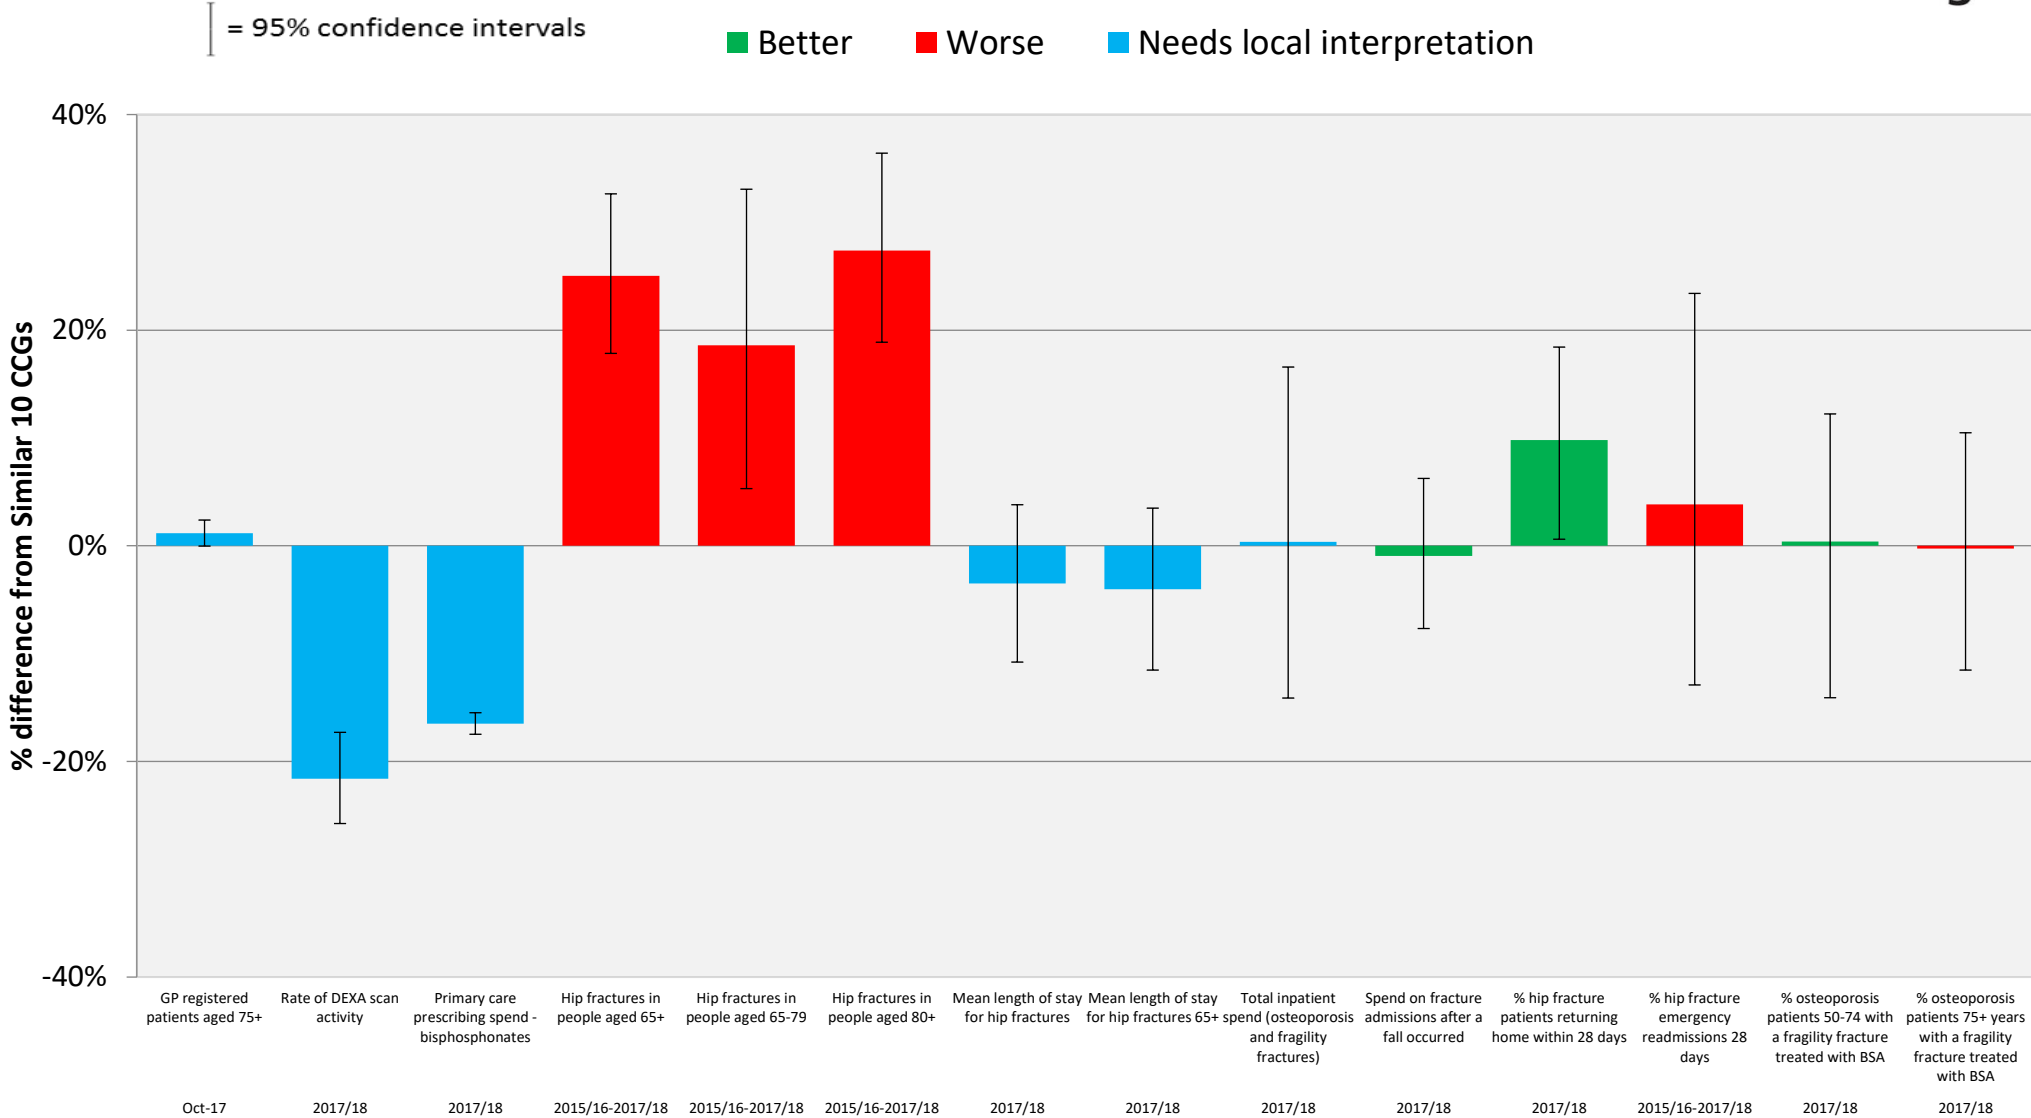 = 95% confidence intervals
Better
Worse
Needs local interpretation
% difference from Similar 10 CCGs
40%
20%
0%
-20%
-40%
GP registered
patients aged 75+
Oct-17
Rate of DEXA scan
activity
2017/18
Primary care
prescribing spend -
bisphosphonates
2017/18
Hip fractures in
people aged 65+
2015/16-2017/18
Hip fractures in
people aged 65-79
2015/16-2017/18
Hip fractures in
people aged 80+
2015/16-2017/18
Mean length of stay
for hip fractures
2017/18
Mean length of stay
for hip fractures 65+
2017/18
Total inpatient
spend (osteoporosis
and fragility
fractures)
2017/18
Spend on fracture
admissions after a
fall occurred
2017/18
% hip fracture
patients returning
home within 28 days
2017/18
% hip fracture
emergency
readmissions 28
days
2015/16-2017/18
% osteoporosis
patients 50-74 with
a fragility fracture
treated with BSA
2017/18
% osteoporosis
patients 75+ years
with a fragility
fracture treated
with BSA
2017/18